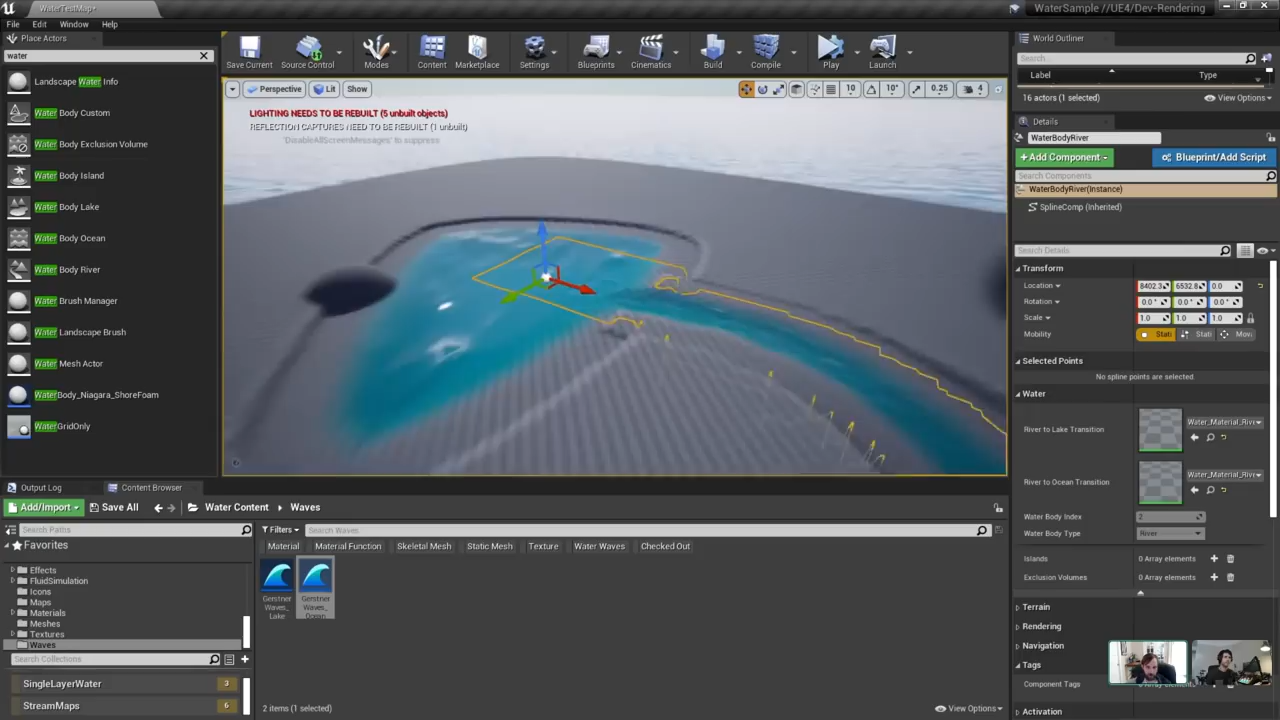 WaterTestMap*
WaterSample //UE4/Dev-Rendering
File Edit Window Help
Place Actors
water
Landscape Water Info
Water Body Custom
Water Body Exclusion Volume
Water Body Island
Water Body Lake
Water Body Ocean
Water Body River
Water Brush Manager
Water Landscape Brush
Water Mesh Actor
WaterBody_Niagara_ShoreFoam
WaterGridOnly
Save Current
Source Control
Modes
Content
Marketplace
Settings
Blueprints
Cinematics
Build
Compile
Play
Launch
Perspective
Lit
Show
10
10°
0.25
4
LIGHTING NEEDS TO BE REBUILT (5 unbuilt objects)
REFLECTION CAPTURES NEED TO BE REBUILT (1 unbuilt)
'DisableAllScreenMessages' to suppress
World Outliner
Search...
Label
Type
16 actors (1 selected)
View Options
Details
WaterBodyRiver
+Add Component
Blueprint/Add Script
Search Components
WaterBodyRiver(Instance)
SplineComp (Inherited)
Search Details
Transform
Location 8402.3 6532.8 0.0
Rotation 0.0° 0.0° 0.0°
Scale 1.0 1.0 1.0
Mobility Stati Stati Mov
Selected Points
No spline points are selected.
Water
River to Lake Transition
Water_Material_Rive
River to Ocean Transition
Water_Material_Rive
Water Body Index 2
Water Body Type River
Islands 0 Array elements
Exclusion Volumes 0 Array elements
Terrain
Rendering
Navigation
Tags
Component Tags
Activation
Output Log
Content Browser
Add/Import
Save All
Water Content
Waves
Search Paths
Filters
Search Waves
Favorites
Material
Material Function
Skeletal Mesh
Static Mesh
Texture
Water Waves
Checked Out
Effects
FluidSimulation
Icons
Maps
Materials
Meshes
Textures
Waves
Gerstner
Waves_
Lake
Gerstner
Waves_
Search Collections
SingleLayerWater 3
StreamMaps 6
2 items (1 selected)
View Options